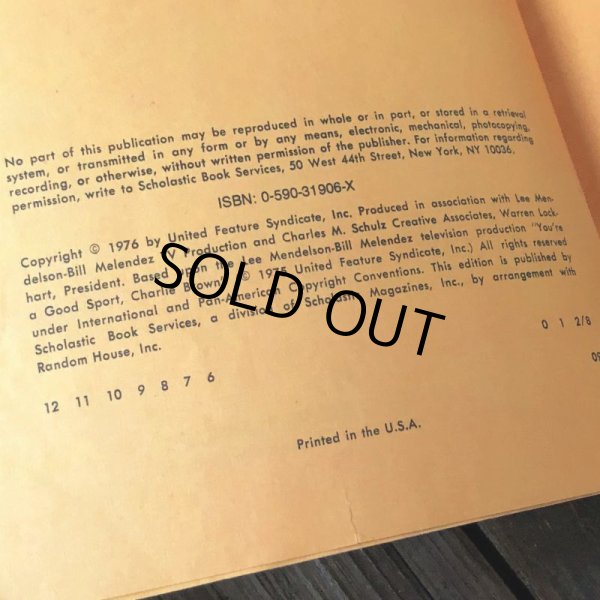 No part of this publication may be reproduced in whole or in part, or stored in a retrieval
system, or transmitted in any form or by any means, electronic, mechanical, photocopying,
recording, or otherwise, without written permission of the publisher. For information regarding
permission, write to Scholastic Book Services, 50 West 44th Street, New York, NY 10036.
ISBN: 0-590-31906-X
Copyright © 1976 by United Feature Syndicate, Inc. Produced in association with Lee Men-
delson-Bill Melendez TV Production and Charles M. Schulz Creative Associates, Warren Lock-
hart, President. Based upon the Lee Mendelson-Bill Melendez television production "You're
a Good Sport, Charlie Brown" © 1975 United Feature Syndicate, Inc.) All rights reserved
under International and Pan-American Copyright Conventions. This edition is published by
Scholastic Book Services, a division of Scholastic Magazines, Inc., by arrangement with
Random House, Inc.
12 11 10 9 8 7 6
0 1 2/8
Printed in the U.S.A.
SOLD OUT